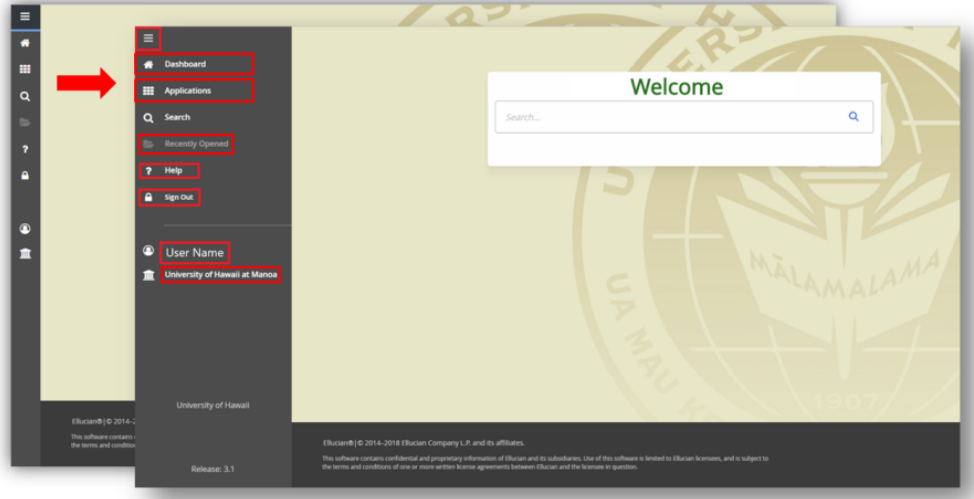 Dashboard
Applications
Search
Recently Opened
? Help
Sign Out
User Name
University of Hawaii at Manoa
University of Hawaii
Release: 3.1
Welcome
Search...
MĀLAMALAMA
UA MAU
1907
Ellucian®|© 2014-2
This software contains
the terms and condition
Ellucian®|© 2014-2018 Ellucian Company L.P. and its affiliates.
This software contains confidential and proprietary information of Ellucian and its subsidiaries. Use of this software is limited to Ellucian licensees, and is subject to
the terms and conditions of one or more written license agreements between Ellucian and the licensee in question.